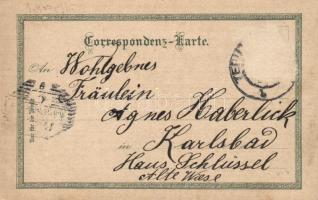 Correspondenz-Karte.
An Wohlgebnes
Fräulein
Agnes Haberlick
in Karlsbad
Haus Schlüssel
Alte Wiese